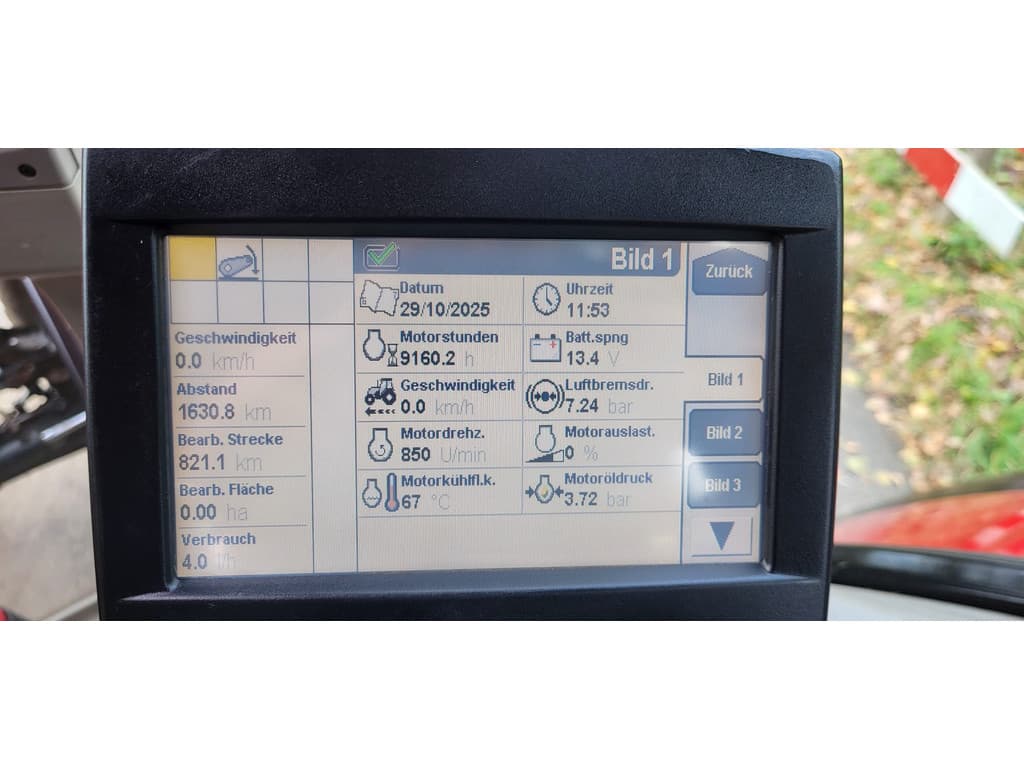 Bild 1
Zurück
Datum
29/10/2025
Uhrzeit
11:53
Geschwindigkeit
0.0 km/h
Motorstunden
9160.2 h
Batt.spng
13.4 V
Abstand
1630.8 km
Geschwindigkeit
0.0 km/h
Luftbremsdr.
7.24 bar
Bild 1
Bearb. Strecke
821.1 km
Motordrehz.
850 U/min
Motorauslast.
0 %
Bild 2
Bearb. Fläche
0.00 ha
Motorkühlfl.k.
67 °C
Motoröldruck
3.72 bar
Bild 3
Verbrauch
4.0 l/h